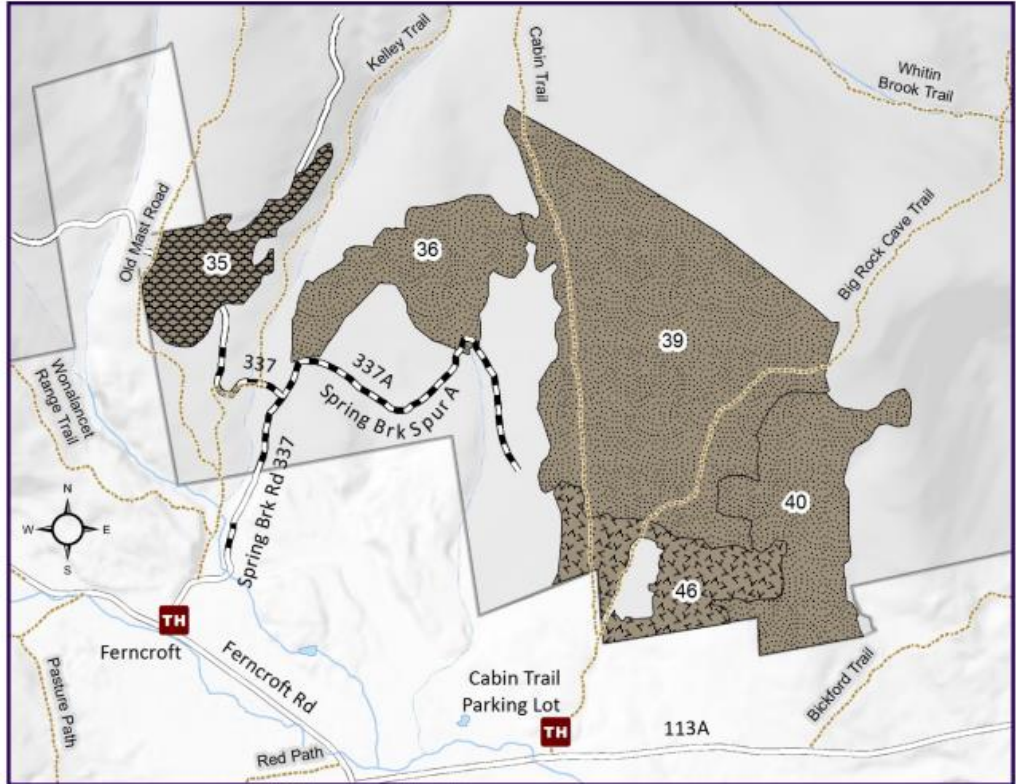 Kelley Trail
Cabin Trail
Whitin
Brook Trail
Old Mast Road
35
36
Big Rock Cave Trail
39
Wonalancet
Range Trail
337
337A
Spring Brk Spur A
Spring Brk Rd 337
40
N
W
E
S
46
TH
Ferncroft
Ferncroft Rd
Pasture Path
Cabin Trail
Parking Lot
TH
Bickford Trail
113A
Red Path